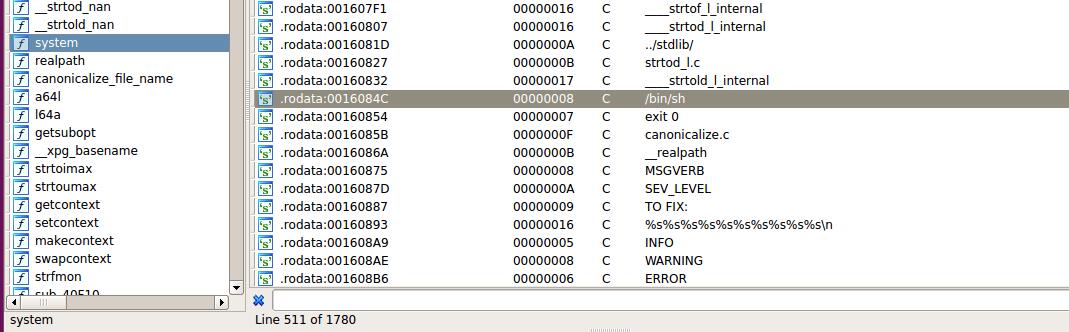 __strtod_nan
__strtold_nan
system
realpath
canonicalize_file_name
a64l
l64a
getsubopt
__xpg_basename
strtoimax
strtoumax
getcontext
setcontext
makecontext
swapcontext
strfmon
sub_40F10
system
.rodata:001607F1 00000016 C ____strtof_l_internal
.rodata:00160807 00000016 C ____strtod_l_internal
.rodata:0016081D 0000000A C ../stdlib/
.rodata:00160827 0000000B C strtod_l.c
.rodata:00160832 00000017 C ____strtold_l_internal
.rodata:0016084C 00000008 C /bin/sh
.rodata:00160854 00000007 C exit 0
.rodata:0016085B 0000000F C canonicalize.c
.rodata:0016086A 0000000B C __realpath
.rodata:00160875 00000008 C MSGVERB
.rodata:0016087D 0000000A C SEV_LEVEL
.rodata:00160887 00000009 C TO FIX:
.rodata:00160893 00000016 C %s%s%s%s%s%s%s%s%s%s\n
.rodata:001608A9 00000005 C INFO
.rodata:001608AE 00000008 C WARNING
.rodata:001608B6 00000006 C ERROR
Line 511 of 1780